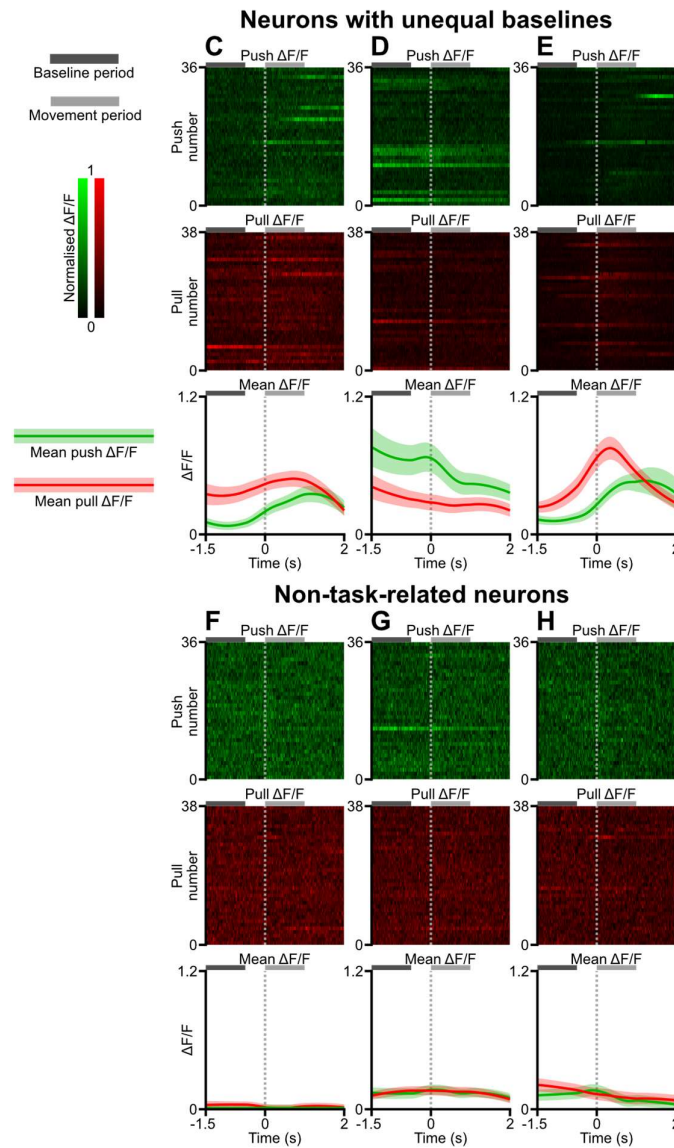 Neurons with unequal baselines
Baseline period
Movement period
1
Normalised ΔF/F
0
C D E
Push ΔF/F Push ΔF/F Push ΔF/F
36 36 36
Push number
0 0 0
Pull ΔF/F Pull ΔF/F Pull ΔF/F
38 38 38
Pull number
0 0 0
Mean ΔF/F Mean ΔF/F Mean ΔF/F
1.2 1.2 1.2
Mean push ΔF/F
Mean pull ΔF/F
ΔF/F
0 0 0
-1.5 0 2 -1.5 0 2 -1.5 0 2
Time (s) Time (s) Time (s)
Non-task-related neurons
F G H
Push ΔF/F Push ΔF/F Push ΔF/F
36 36 36
Push number
0 0 0
Pull ΔF/F Pull ΔF/F Pull ΔF/F
38 38 38
Pull number
0 0 0
Mean ΔF/F Mean ΔF/F Mean ΔF/F
1.2 1.2 1.2
ΔF/F
0 0 0
-1.5 0 2 -1.5 0 2 -1.5 0 2
Time (s) Time (s) Time (s)